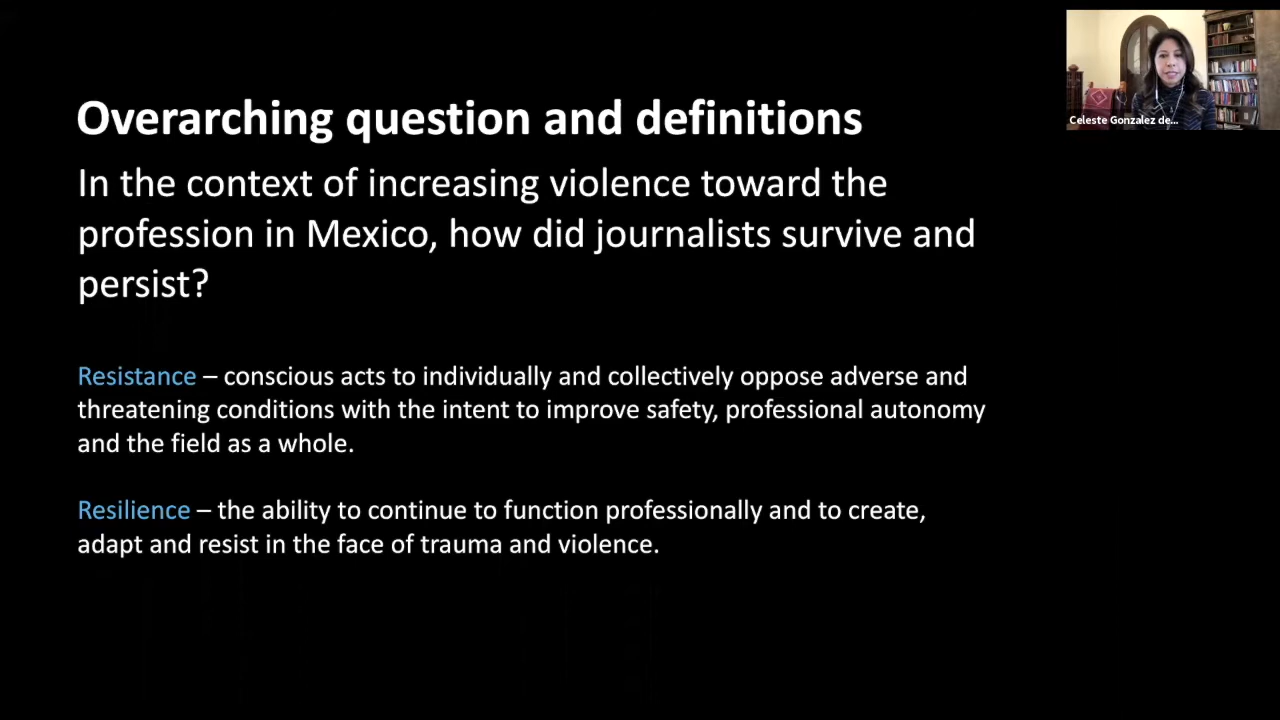 Overarching question and definitions
In the context of increasing violence toward the
profession in Mexico, how did journalists survive and
persist?
Resistance – conscious acts to individually and collectively oppose adverse and
threatening conditions with the intent to improve safety, professional autonomy
and the field as a whole.
Resilience – the ability to continue to function professionally and to create,
adapt and resist in the face of trauma and violence.
Celeste Gonzalez de...